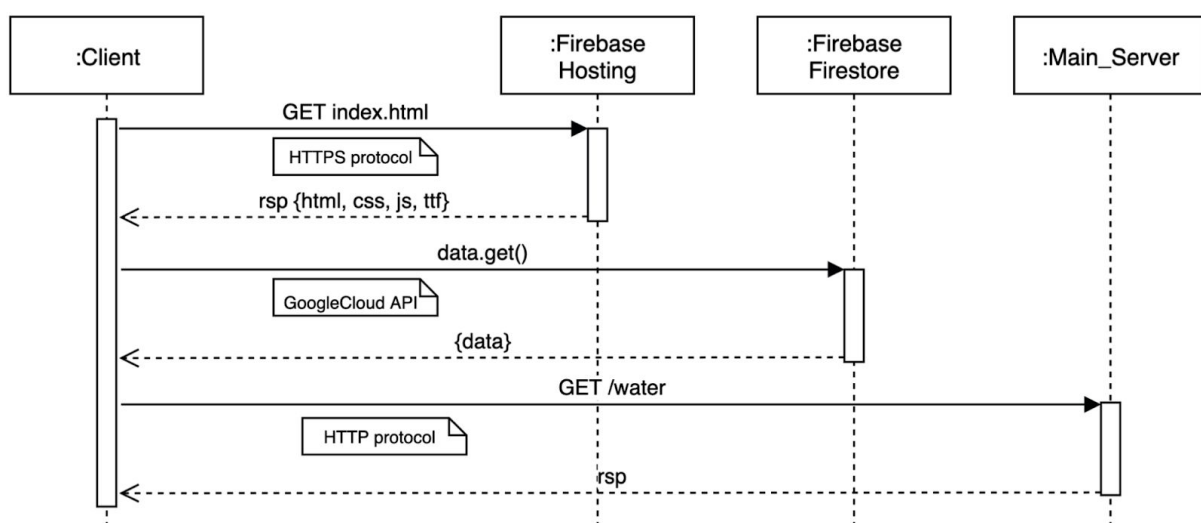 :Client
:Firebase
Hosting
:Firebase
Firestore
:Main_Server
GET index.html
HTTPS protocol
rsp {html, css, js, ttf}
data.get()
GoogleCloud API
{data}
GET /water
HTTP protocol
rsp